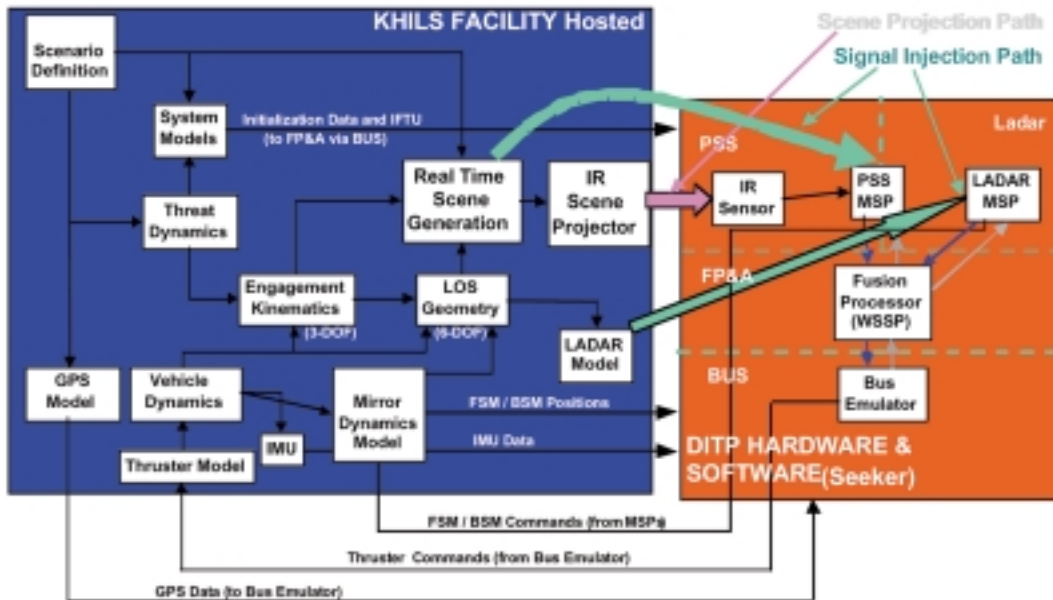 KHILS FACILITY Hosted
Scene Projection Path
Signal Injection Path
Scenario
Definition
System
Models
Initialization Data and IFTU
(to FP&A via BUS)
PSS
Ladar
Real Time
Scene
Generation
IR
Scene
Projector
IR
Sensor
PSS
MSP
LADAR
MSP
Threat
Dynamics
Engagement
Kinematics
(3-DOF)
LOS
Geometry
(6-DOF)
FP&A
Fusion
Processor
(WSSP)
LADAR
Model
GPS
Model
Vehicle
Dynamics
Mirror
Dynamics
Model
BUS
Bus
Emulator
FSM / BSM Positions
IMU
IMU Data
Thruster Model
DITP HARDWARE &
SOFTWARE(Seeker)
FSM / BSM Commands (from MSPs)
Thruster Commands (from Bus Emulator)
GPS Data (to Bus Emulator)